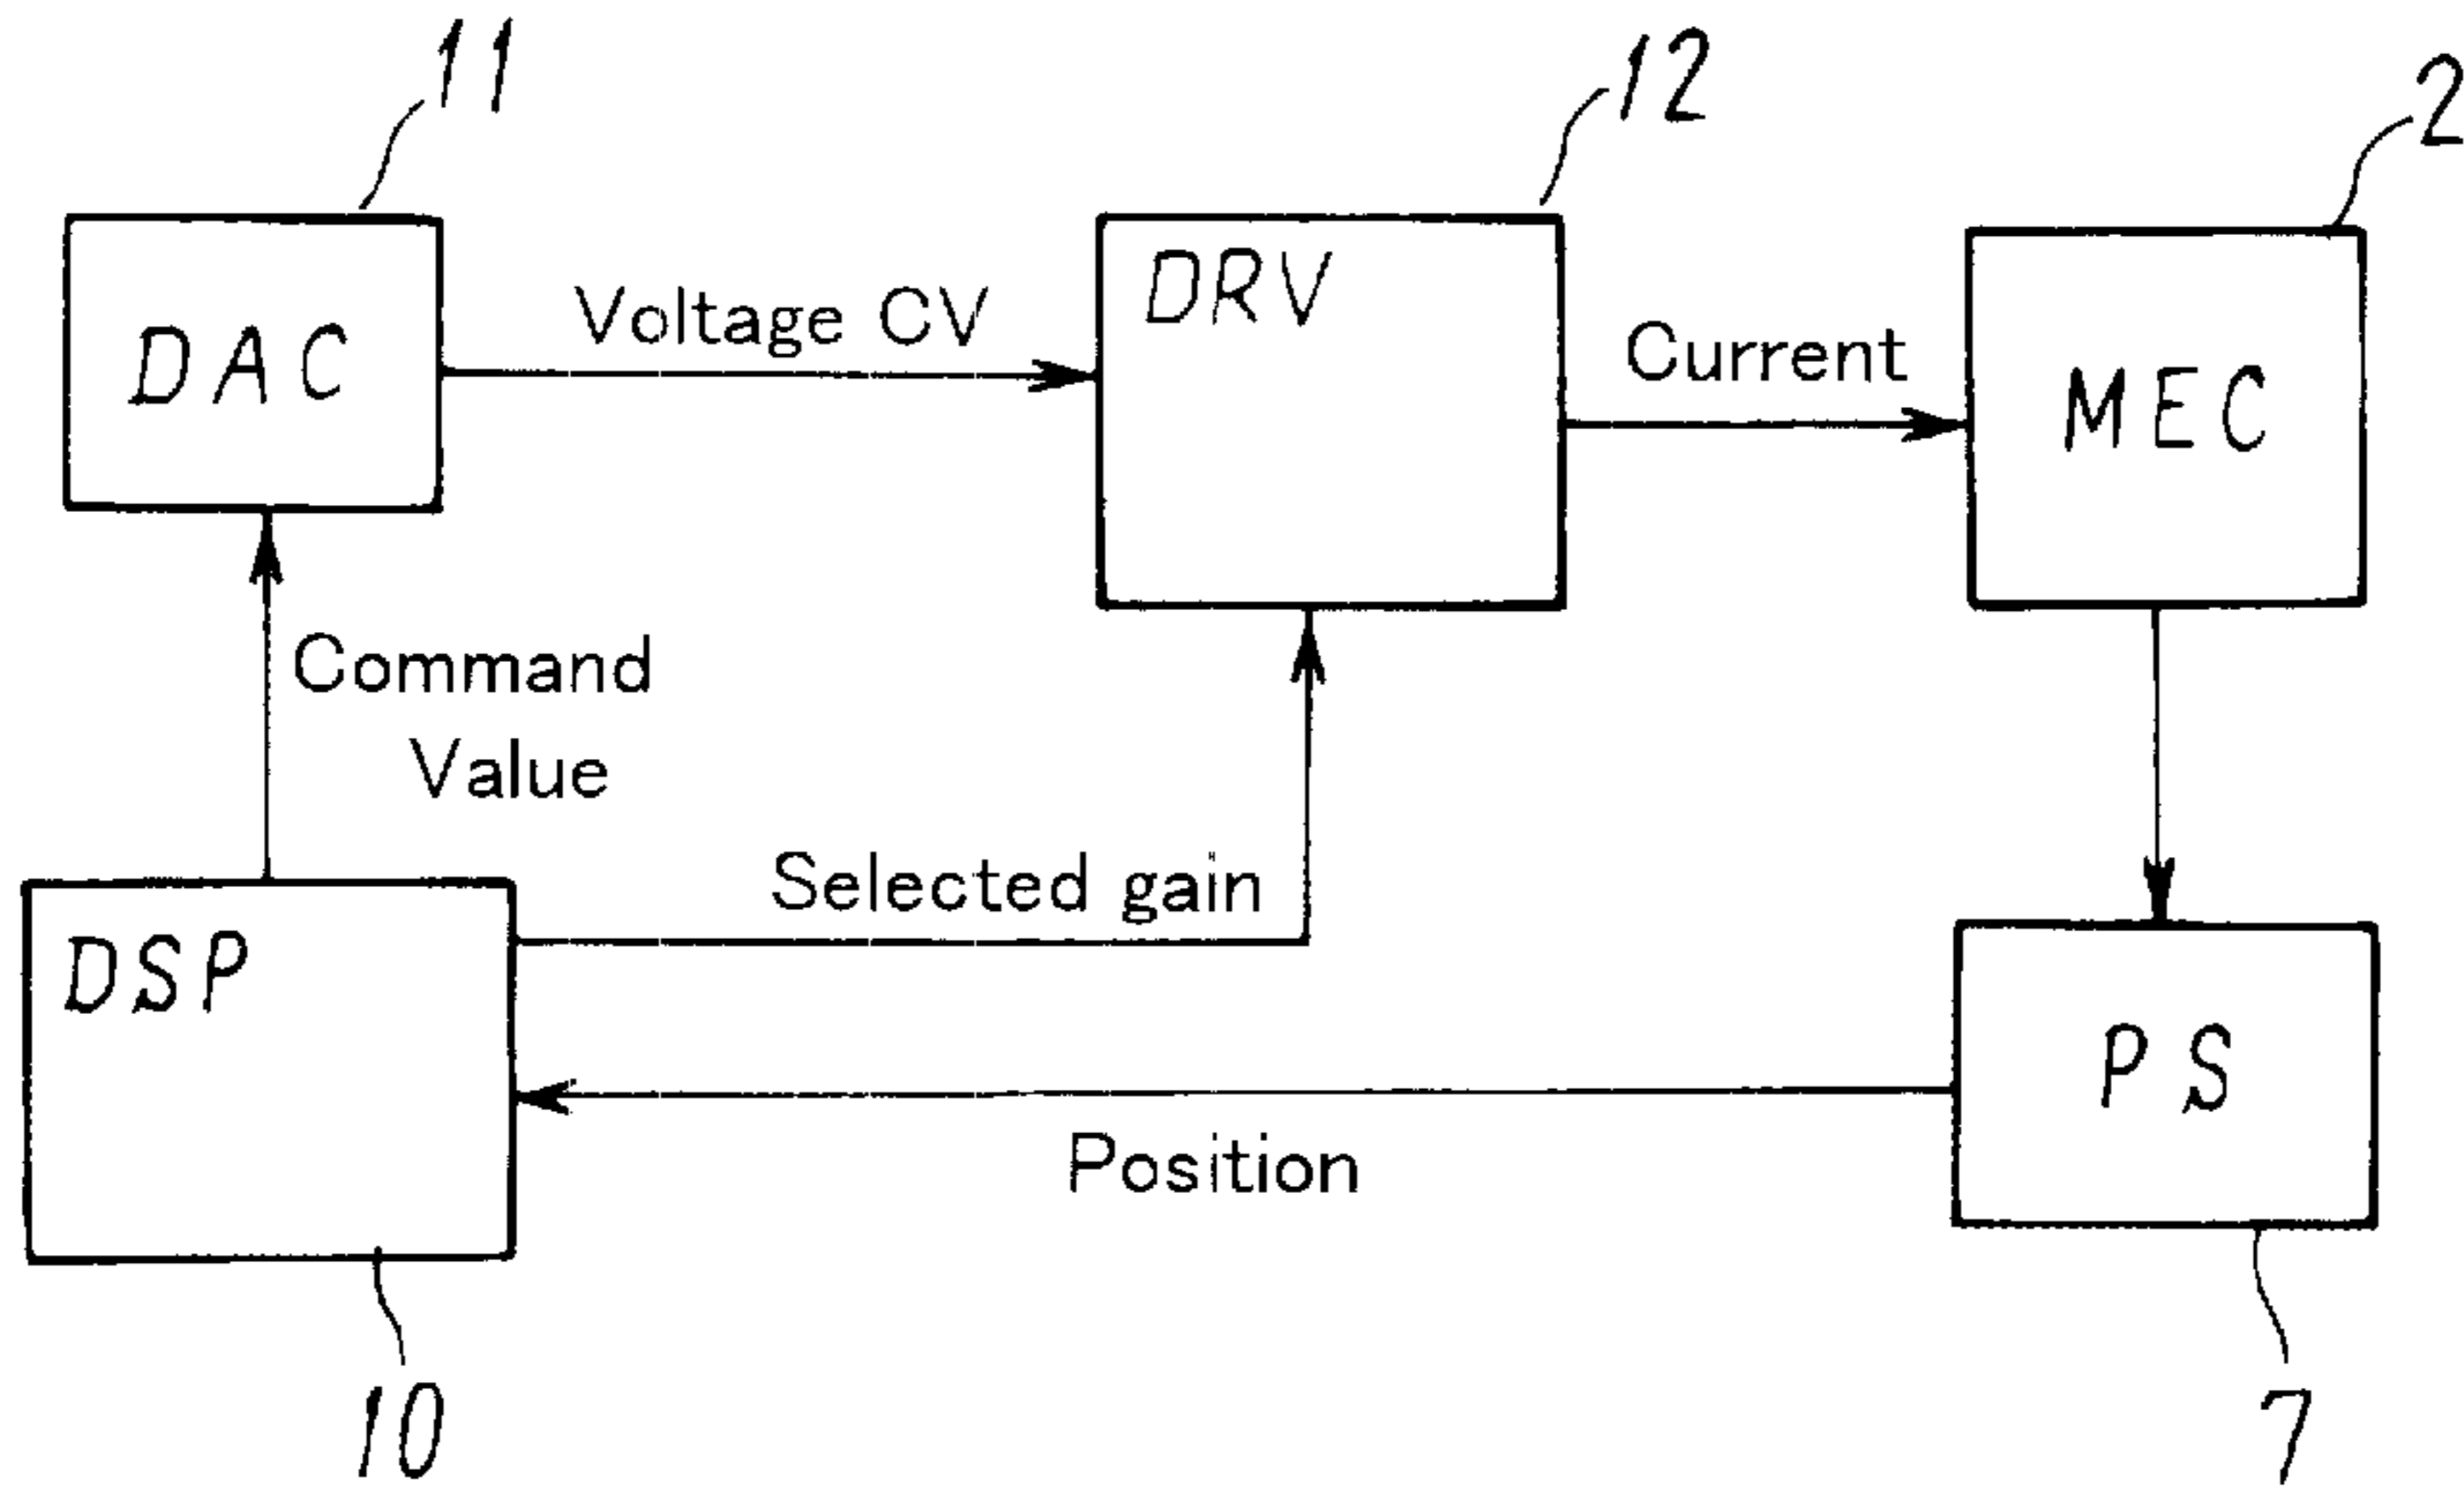 11
12
2
DAC
Voltage CV
DRV
Current
MEC
Command
Value
Selected gain
DSP
PS
Position
10
7